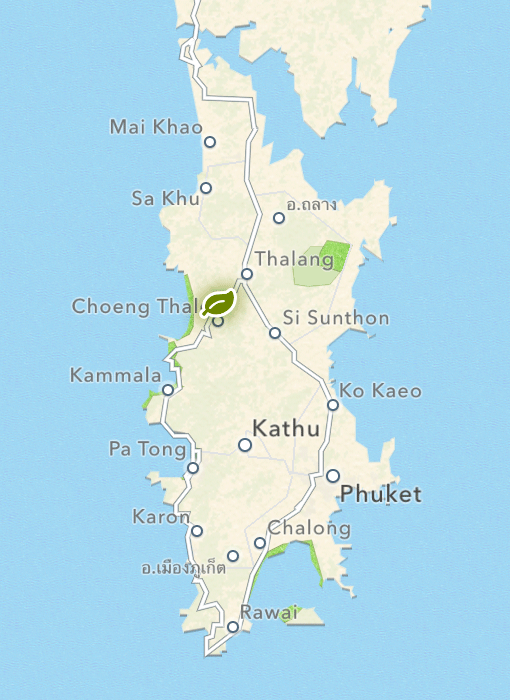 Mai Khao
Sa Khu
อ.ถลาง
Thalang
Choeng Thal
Si Sunthon
Kammala
Ko Kaeo
Kathu
Pa Tong
Phuket
Karon
Chalong
อ.เมืองภูเก็ต
Rawai